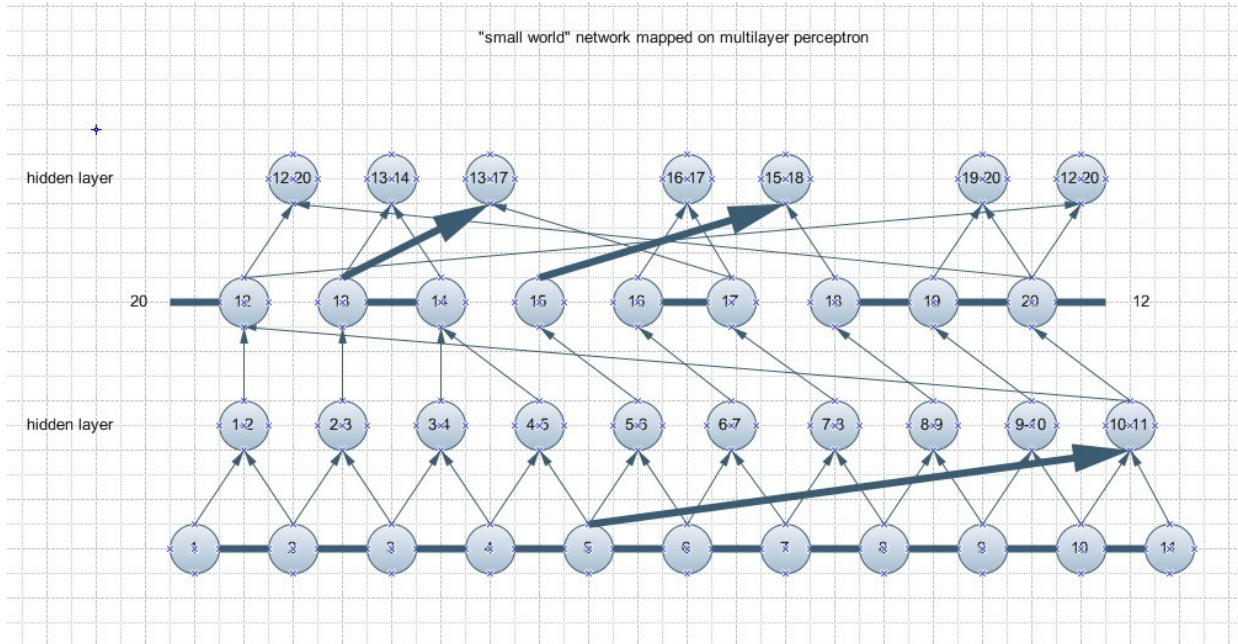 "small world" network mapped on multilayer perceptron
hidden layer 12-20 13-14 13-17 16-17 15-18 19-20 12-20
20 12 13 14 15 16 17 18 19 20 12
hidden layer 1-2 2-3 3-4 4-5 5-6 6-7 7-8 8-9 9-10 10-11
1 2 3 4 5 6 7 8 9 10 11